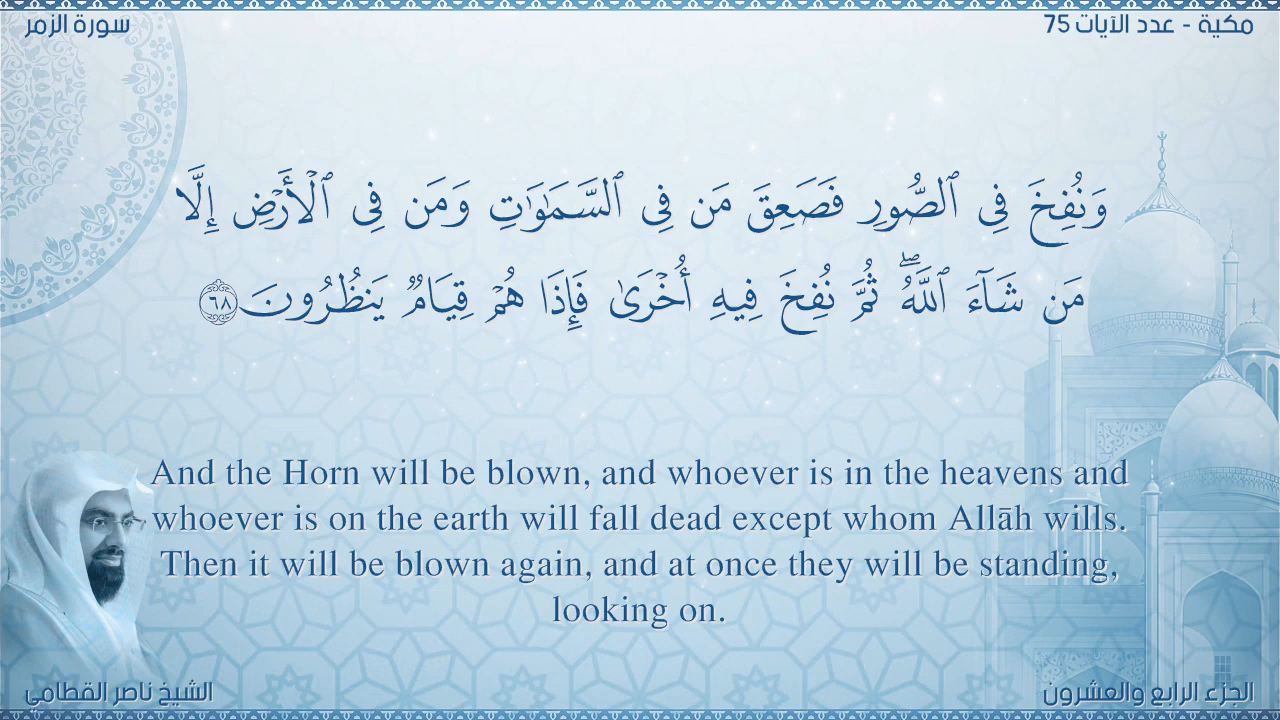 سورة الزمر
مكية - عدد الآيات 75
وَنُفِخَ فِى ٱلصُّورِ فَصَعِقَ مَن فِى ٱلسَّمَـٰوَٰتِ وَمَن فِى ٱلْأَرْضِ إِلَّا
مَن شَآءَ ٱللَّهُ ۖ ثُمَّ نُفِخَ فِيهِ أُخْرَىٰ فَإِذَا هُمْ قِيَامٌ يَنظُرُونَ ٦٨
And the Horn will be blown, and whoever is in the heavens and
whoever is on the earth will fall dead except whom Allāh wills.
Then it will be blown again, and at once they will be standing,
looking on.
الشيخ ناصر القطامي
الجزء الرابع والعشرون